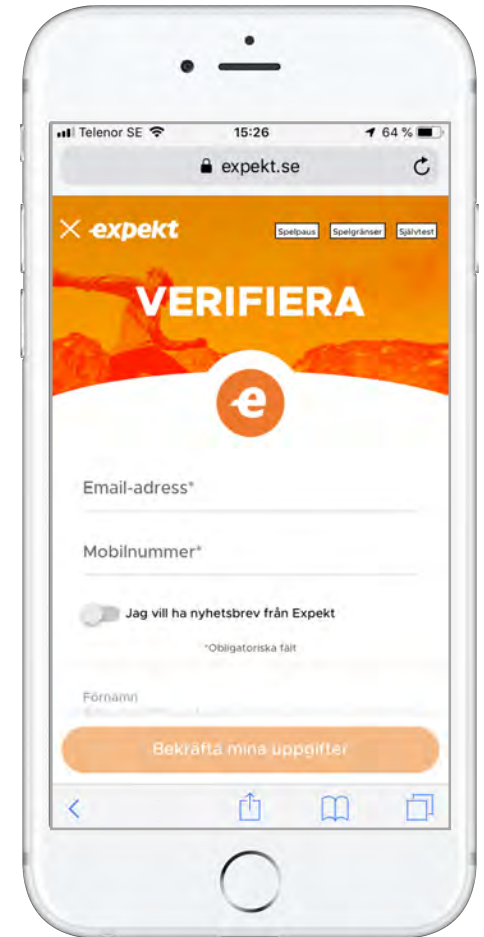 Telenor SE 15:26 64 %
expekt.se
expekt Spelpaus Spelgränser Självtest
VERIFIERA
e
Email-adress*
Mobilnummer*
Jag vill ha nyhetsbrev från Expekt
*Obligatoriska fält
Förnamn
Bekräfta mina uppgifter